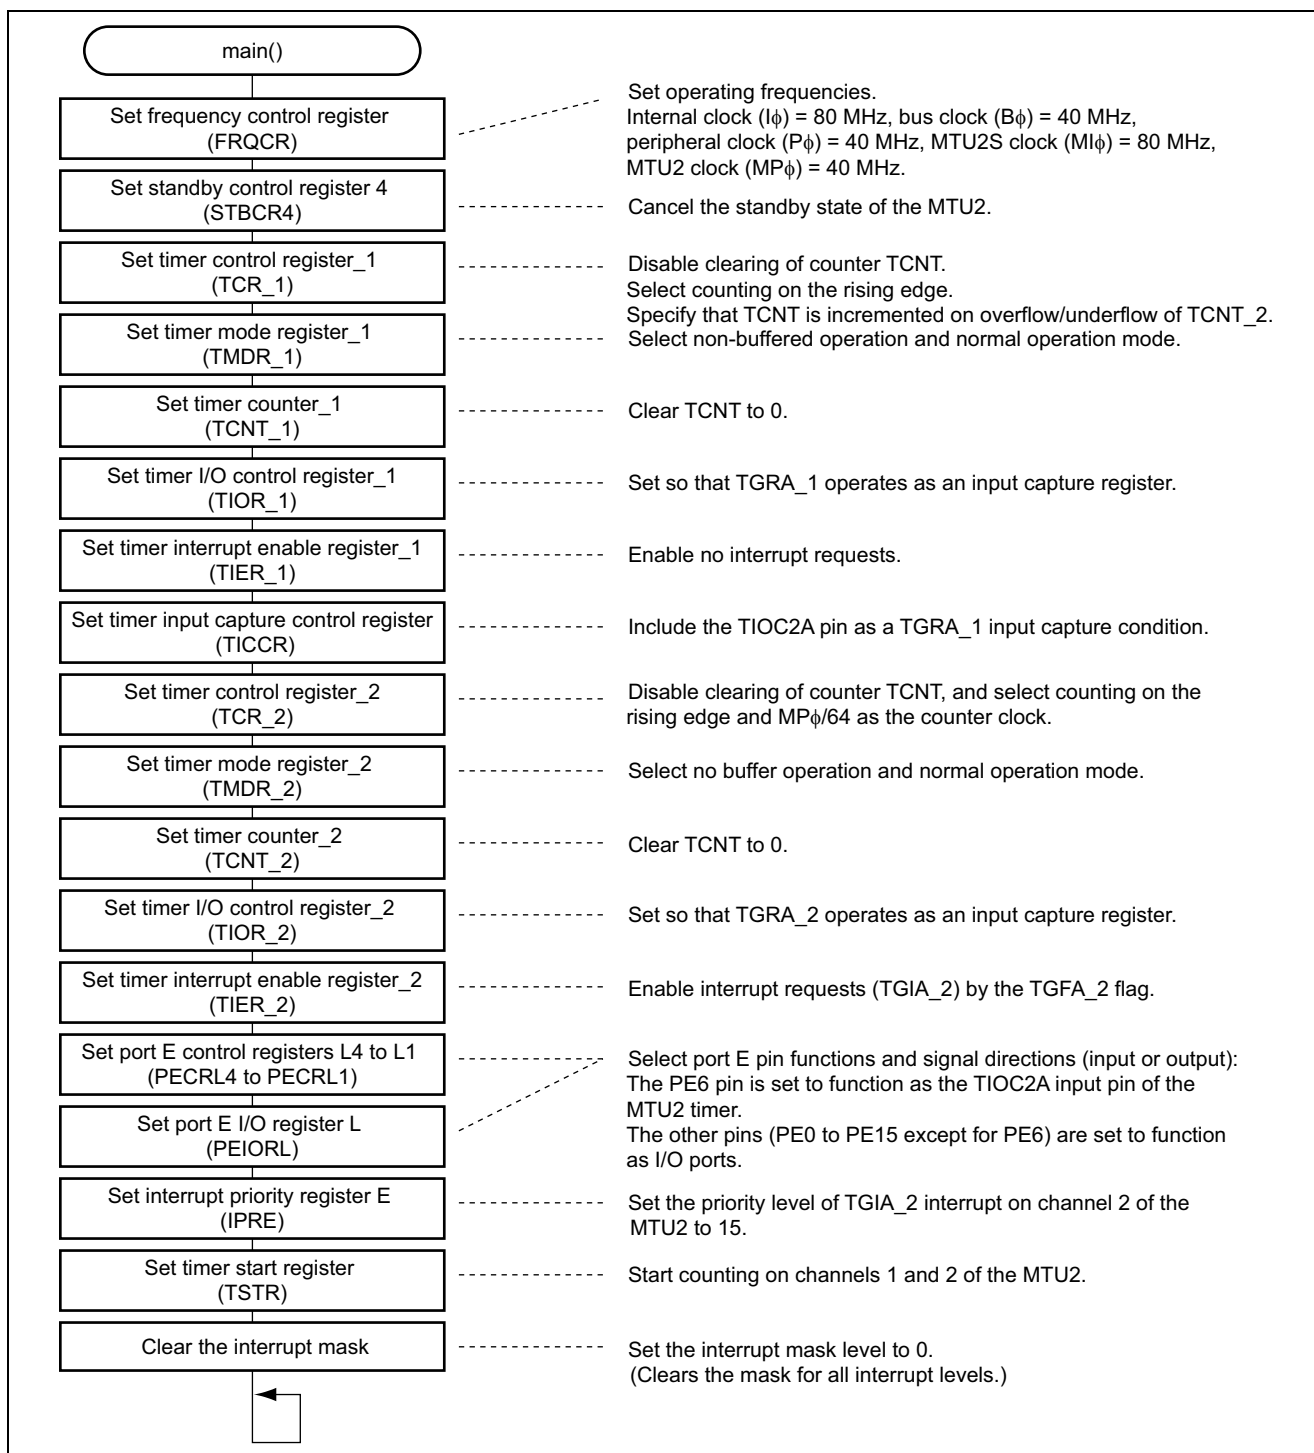 main()
Set frequency control register
(FRQCR)
Set operating frequencies.
Internal clock (Iϕ) = 80 MHz, bus clock (Bϕ) = 40 MHz,
peripheral clock (Pϕ) = 40 MHz, MTU2S clock (MIϕ) = 80 MHz,
MTU2 clock (MPϕ) = 40 MHz.
Set standby control register 4
(STBCR4)
Cancel the standby state of the MTU2.
Set timer control register_1
(TCR_1)
Disable clearing of counter TCNT.
Select counting on the rising edge.
Specify that TCNT is incremented on overflow/underflow of TCNT_2.
Set timer mode register_1
(TMDR_1)
Select non-buffered operation and normal operation mode.
Set timer counter_1
(TCNT_1)
Clear TCNT to 0.
Set timer I/O control register_1
(TIOR_1)
Set so that TGRA_1 operates as an input capture register.
Set timer interrupt enable register_1
(TIER_1)
Enable no interrupt requests.
Set timer input capture control register
(TICCR)
Include the TIOC2A pin as a TGRA_1 input capture condition.
Set timer control register_2
(TCR_2)
Disable clearing of counter TCNT, and select counting on the
rising edge and MPϕ/64 as the counter clock.
Set timer mode register_2
(TMDR_2)
Select no buffer operation and normal operation mode.
Set timer counter_2
(TCNT_2)
Clear TCNT to 0.
Set timer I/O control register_2
(TIOR_2)
Set so that TGRA_2 operates as an input capture register.
Set timer interrupt enable register_2
(TIER_2)
Enable interrupt requests (TGIA_2) by the TGFA_2 flag.
Set port E control registers L4 to L1
(PECRL4 to PECRL1)
Set port E I/O register L
(PEIORL)
Select port E pin functions and signal directions (input or output):
The PE6 pin is set to function as the TIOC2A input pin of the
MTU2 timer.
The other pins (PE0 to PE15 except for PE6) are set to function
as I/O ports.
Set interrupt priority register E
(IPRE)
Set the priority level of TGIA_2 interrupt on channel 2 of the
MTU2 to 15.
Set timer start register
(TSTR)
Start counting on channels 1 and 2 of the MTU2.
Clear the interrupt mask
Set the interrupt mask level to 0.
(Clears the mask for all interrupt levels.)